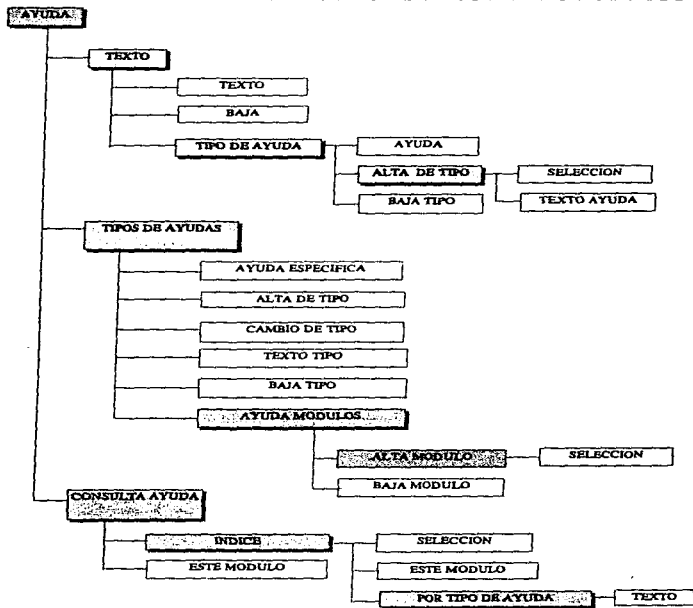 AYUDA
TEXTO
TEXTO
BAJA
TIPO DE AYUDA
AYUDA
ALTA DE TIPO
SELECCION
BAJA TIPO
TEXTO AYUDA
TIPOS DE AYUDAS
AYUDA ESPECIFICA
ALTA DE TIPO
CAMBIO DE TIPO
TEXTO TIPO
BAJA TIPO
AYUDA MODULOS
ALTA MODULO
SELECCION
BAJA MODULO
CONSULTA AYUDA
INDICE
SELECCION
ESTE MODULO
ESTE MODULO
POR TIPO DE AYUDA
TEXTO